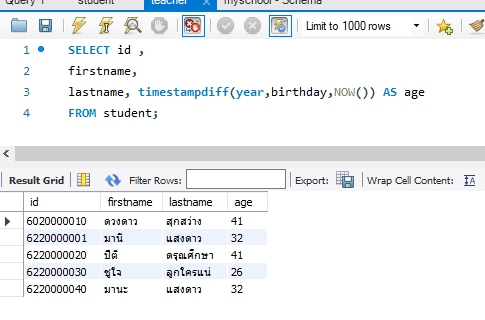 Query 1 student teacher myschool - Schema
Limit to 1000 rows
1 SELECT id ,
2 firstname,
3 lastname, timestampdiff(year,birthday,NOW()) AS age
4 FROM student;
Result Grid Filter Rows: Export: Wrap Cell Content: IA
id firstname lastname age
6020000010 ดวงดาว สุกสว่าง 41
6220000001 มานี แสงดาว 32
6220000020 ปิติ ดรุณศึกษา 41
6220000030 ชูใจ ลูกใครแน่ 26
6220000040 มานะ แสงดาว 32